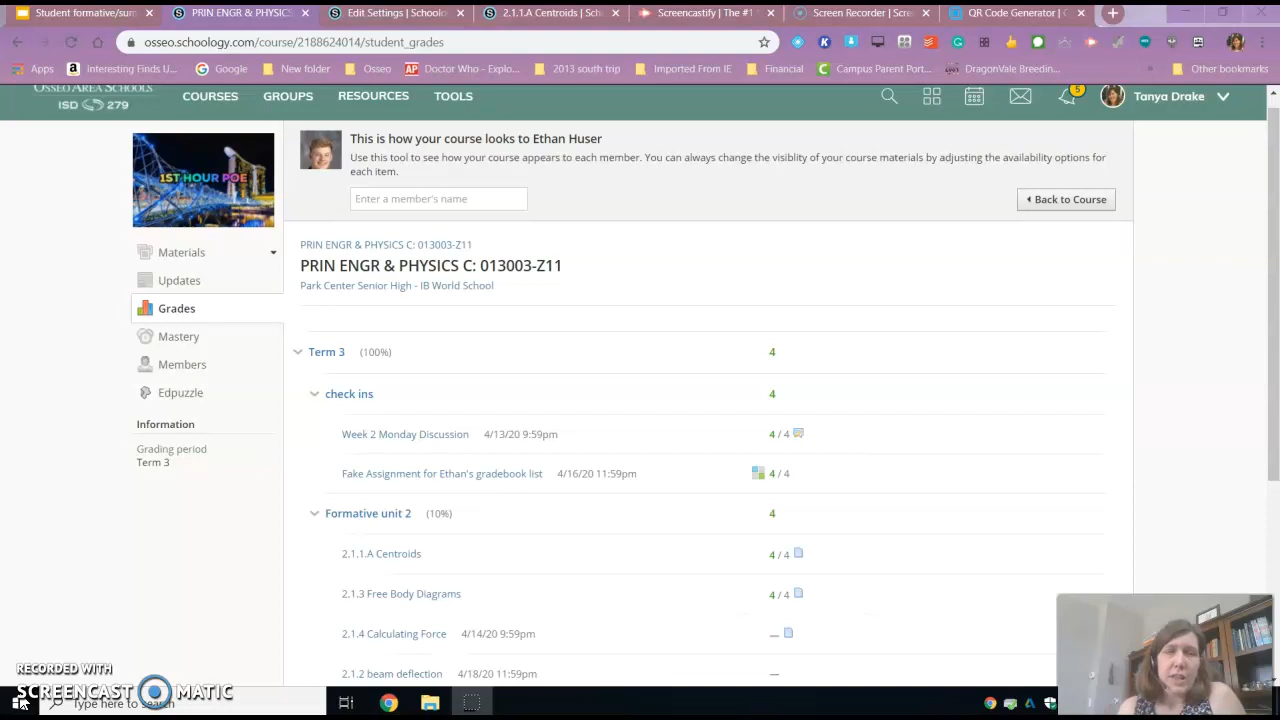 Student formative/sum
PRIN ENGR & PHYSICS
Edit Settings | Schoolo
2.1.1.A Centroids | Sch
Screencastify | The #1
Screen Recorder | Scre
QR Code Generator | C
osseo.schoology.com/course/2188624014/student_grades
Apps
Interesting Finds U...
Google
New folder
Osseo
Doctor Who - Explo...
2013 south trip
Imported From IE
Financial
Campus Parent Port...
DragonVale Breedin...
Other bookmarks
OSSEO AREA SCHOOLS
ISD 279
COURSES
GROUPS
RESOURCES
TOOLS
5
Tanya Drake
1ST HOUR POE
This is how your course looks to Ethan Huser
Use this tool to see how your course appears to each member. You can always change the visiblity of your course materials by adjusting the availability options for
each item.
Enter a member's name
Back to Course
Materials
Updates
Grades
Mastery
Members
Edpuzzle
Information
Grading period
Term 3
PRIN ENGR & PHYSICS C: 013003-Z11
PRIN ENGR & PHYSICS C: 013003-Z11
Park Center Senior High - IB World School
Term 3 (100%) 4
check ins 4
Week 2 Monday Discussion 4/13/20 9:59pm 4 / 4
Fake Assignment for Ethan's gradebook list 4/16/20 11:59pm 4 / 4
Formative unit 2 (10%) 4
2.1.1.A Centroids 4 / 4
2.1.3 Free Body Diagrams 4 / 4
2.1.4 Calculating Force 4/14/20 9:59pm —
2.1.2 beam deflection 4/18/20 9:59pm —
RECORDED WITH
SCREENCAST MATIC
Type here to search